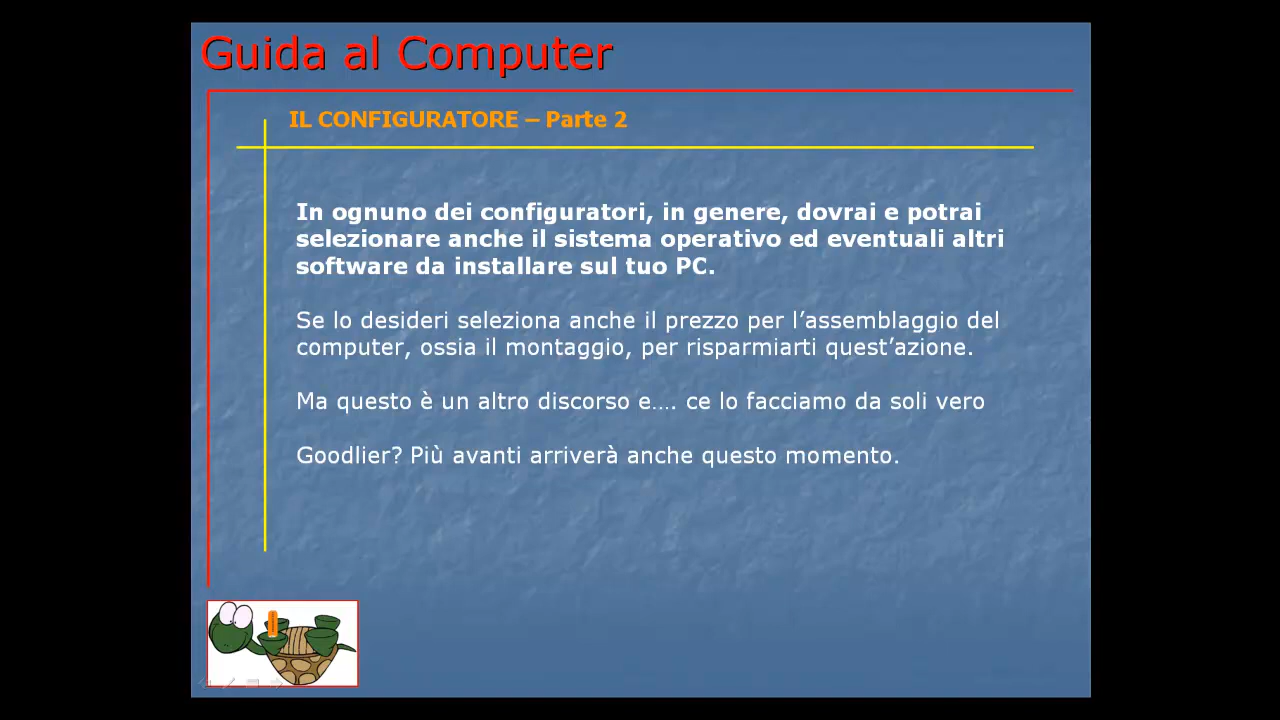 Guida al Computer
IL CONFIGURATORE – Parte 2
In ognuno dei configuratori, in genere, dovrai e potrai
selezionare anche il sistema operativo ed eventuali altri
software da installare sul tuo PC.
Se lo desideri seleziona anche il prezzo per l’assemblaggio del
computer, ossia il montaggio, per risparmiarti quest’azione.
Ma questo è un altro discorso e…. ce lo facciamo da soli vero
Goodlier? Più avanti arriverà anche questo momento.